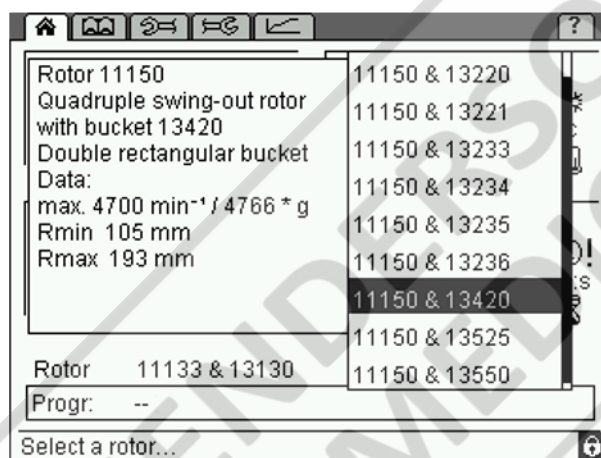 ?
Rotor 11150
Quadruple swing-out rotor
with bucket 13420
Double rectangular bucket
Data:
max. 4700 min⁻¹ / 4766 * g
Rmin 105 mm
Rmax 193 mm
11150 & 13220
11150 & 13221
11150 & 13233
11150 & 13234
11150 & 13235
11150 & 13236
11150 & 13420
11150 & 13525
11150 & 13550
Rotor 11133 & 13130
Progr: --
Select a rotor...